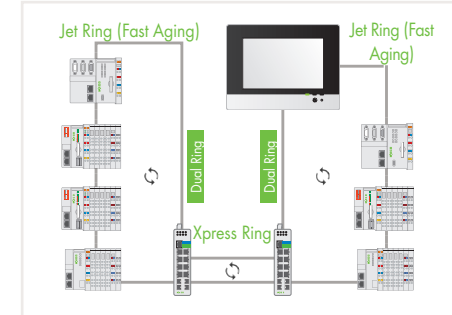 Jet Ring (Fast Aging)
Jet Ring (Fast
Aging)
Dual Ring
Dual Ring
Xpress Ring